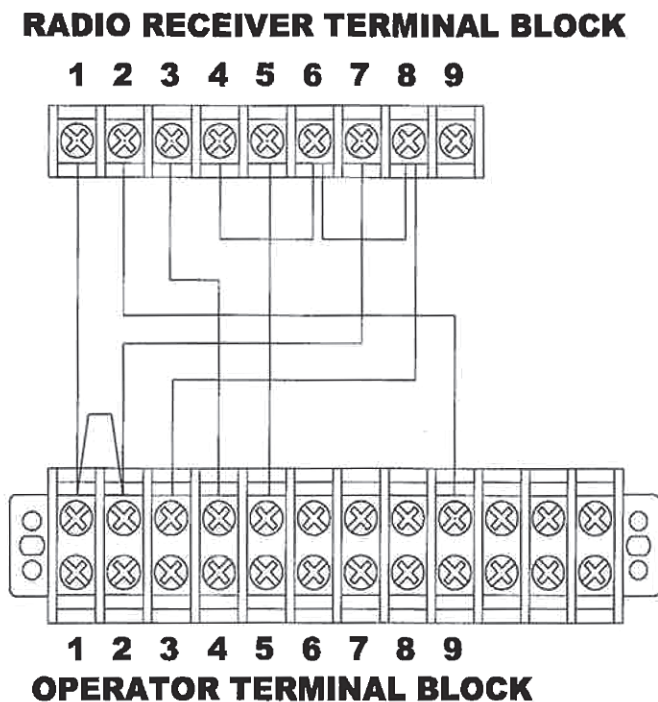 RADIO RECEIVER TERMINAL BLOCK
1 2 3 4 5 6 7 8 9
1 2 3 4 5 6 7 8 9
OPERATOR TERMINAL BLOCK